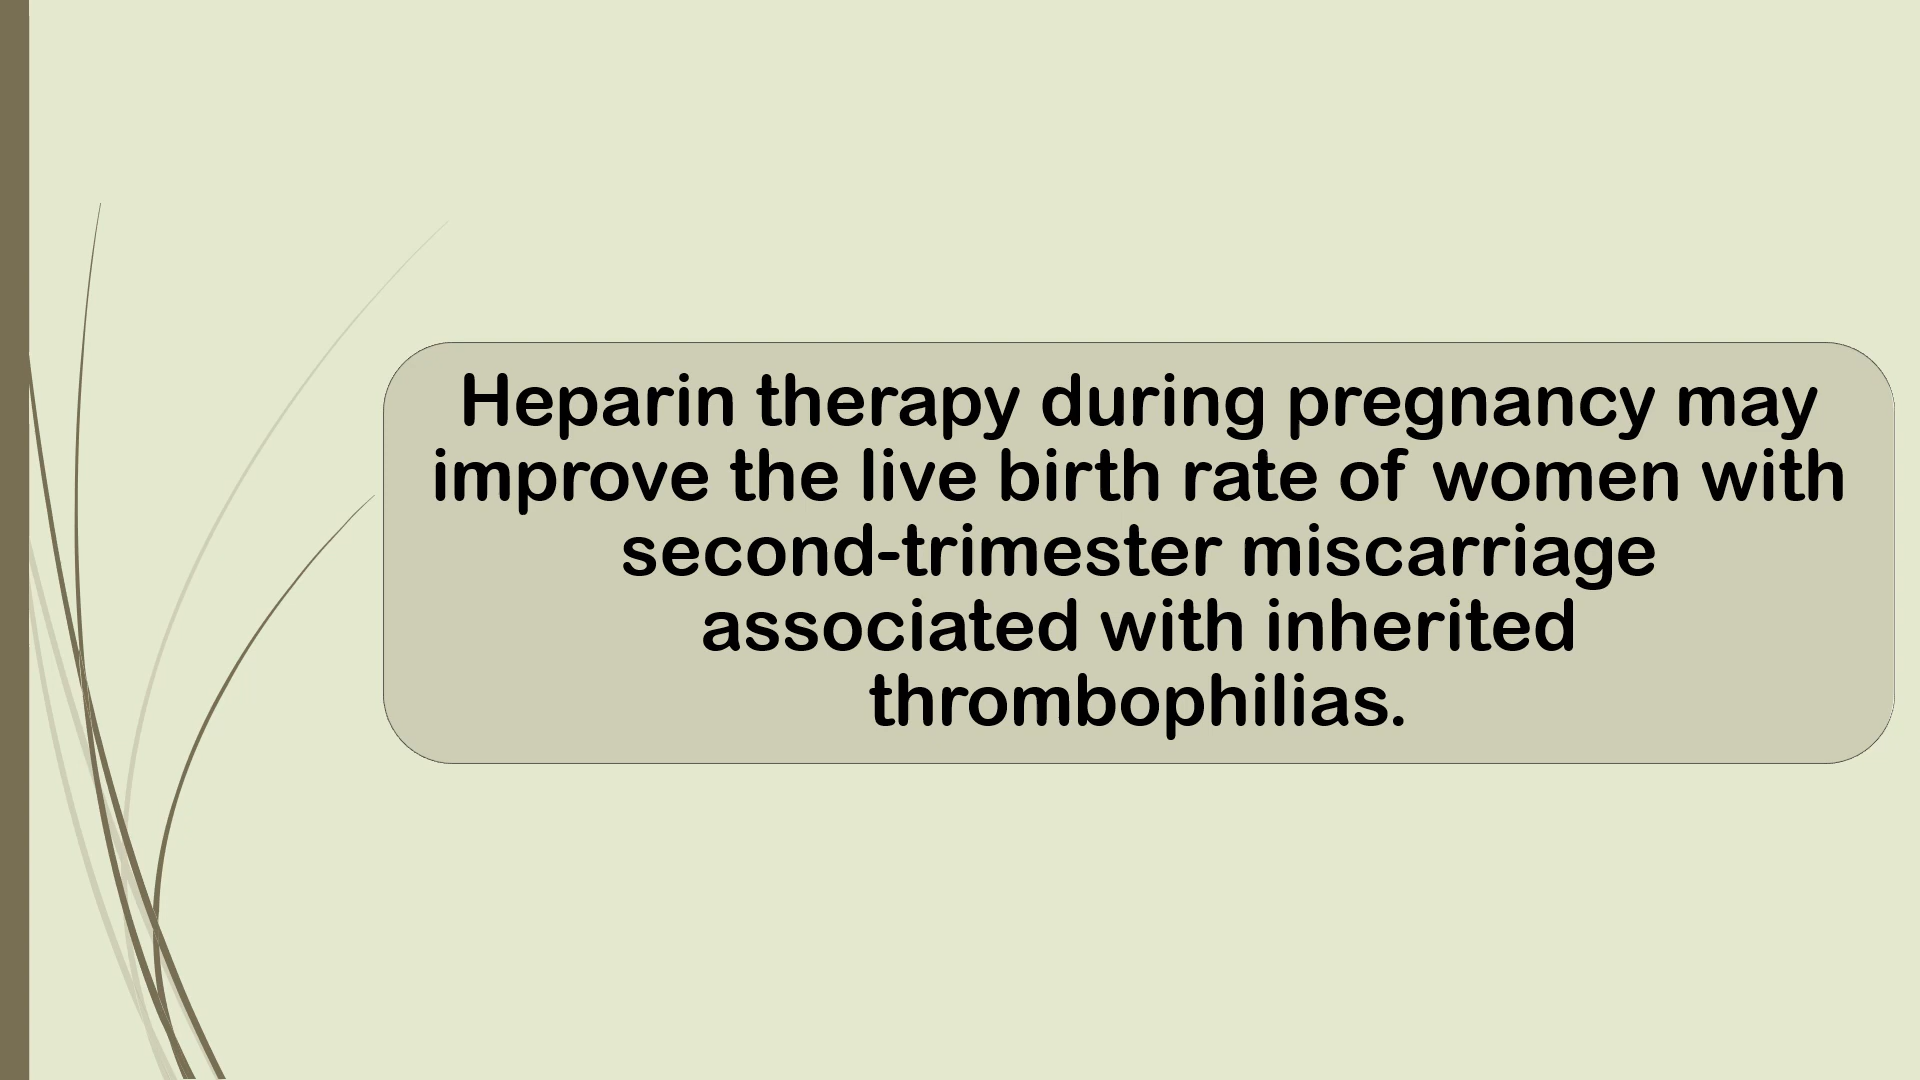 Heparin therapy during pregnancy may
improve the live birth rate of women with
second-trimester miscarriage
associated with inherited
thrombophilias.